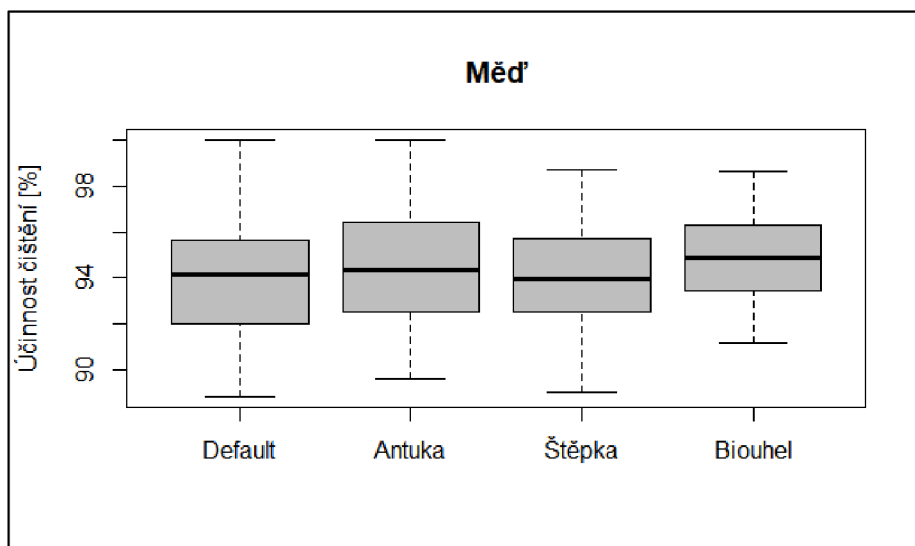 Měď
Účinnost čištění [%]
98
94
90
Default Antuka Štěpka Biouhel